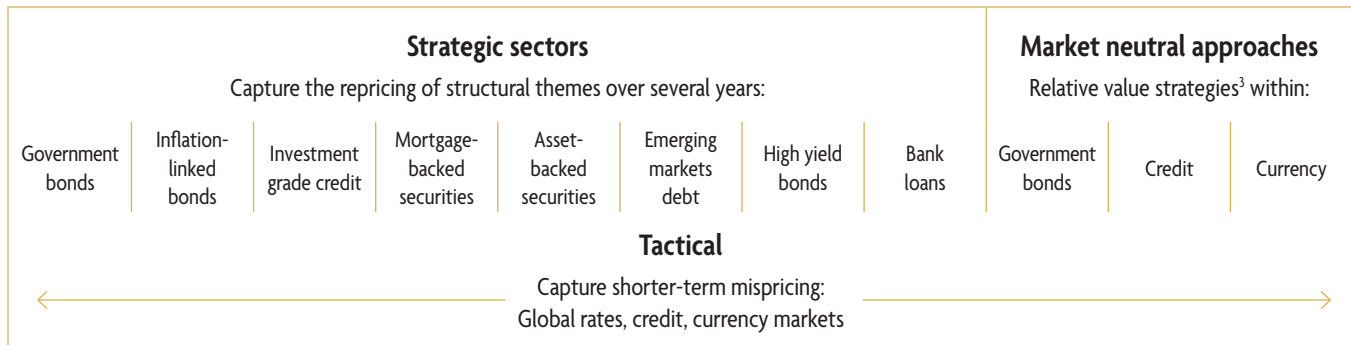 Strategic sectors
Capture the repricing of structural themes over several years:
Government
bonds
Inflation-
linked
bonds
Investment
grade credit
Mortgage-
backed
securities
Asset-
backed
securities
Emerging
markets
debt
High yield
bonds
Bank
loans
Market neutral approaches
Relative value strategies³ within:
Government
bonds
Credit
Currency
Tactical
Capture shorter-term mispricing:
Global rates, credit, currency markets